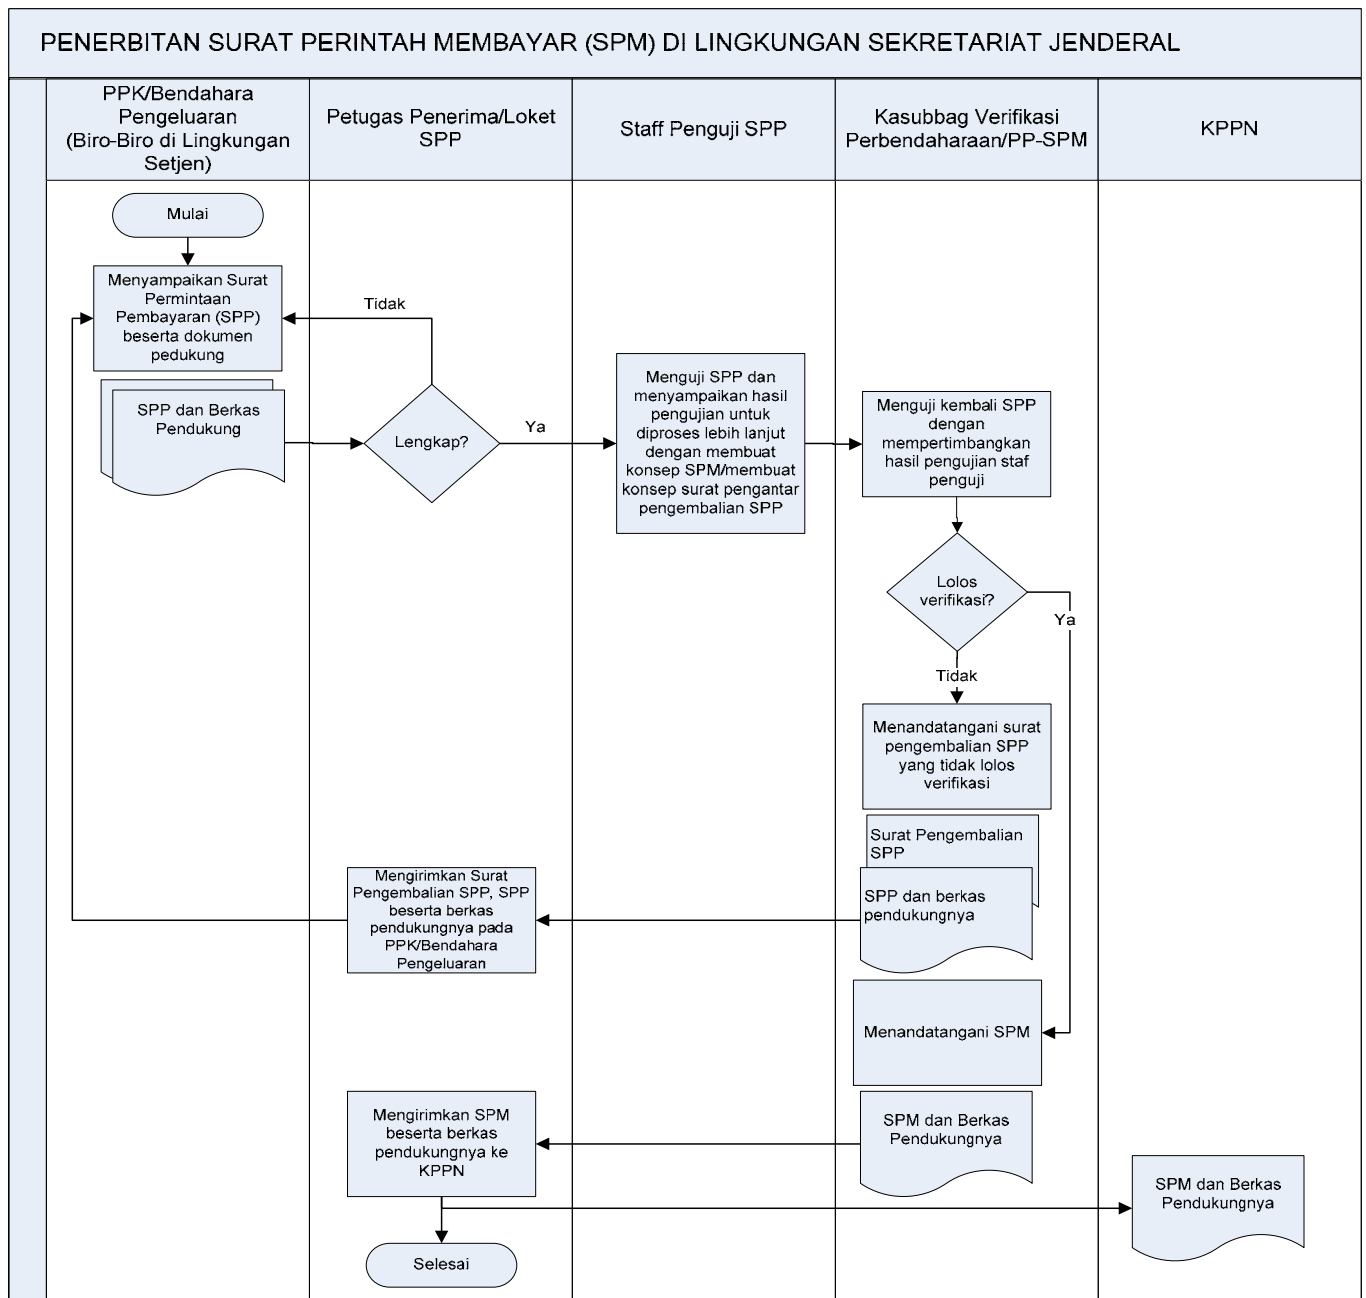 PENERBITAN SURAT PERINTAH MEMBAYAR (SPM) DI LINGKUNGAN SEKRETARIAT JENDERAL
PPK/Bendahara
Pengeluaran
(Biro-Biro di Lingkungan
Setjen)
Petugas Penerima/Loket
SPP
Staff Penguji SPP
Kasubbag Verifikasi
Perbendaharaan/PP-SPM
KPPN
Mulai
Menyampaikan Surat
Permintaan
Pembayaran (SPP)
beserta dokumen
pedukung
Tidak
SPP dan Berkas
Pendukung
Lengkap?
Ya
Menguji SPP dan
menyampaikan hasil
pengujian untuk
diproses lebih lanjut
dengan membuat
konsep SPM/membuat
konsep surat pengantar
pengembalian SPP
Menguji kembali SPP
dengan
mempertimbangkan
hasil pengujian staf
penguji
Lolos
verifikasi?
Ya
Tidak
Menandatangani surat
pengembalian SPP
yang tidak lolos
verifikasi
Surat Pengembalian
SPP
SPP dan berkas
pendukungnya
Mengirimkan Surat
Pengembalian SPP, SPP
beserta berkas
pendukungnya pada
PPK/Bendahara
Pengeluaran
Menandatangani SPM
SPM dan Berkas
Pendukungnya
Mengirimkan SPM
beserta berkas
pendukungnya ke
KPPN
SPM dan Berkas
Pendukungnya
Selesai